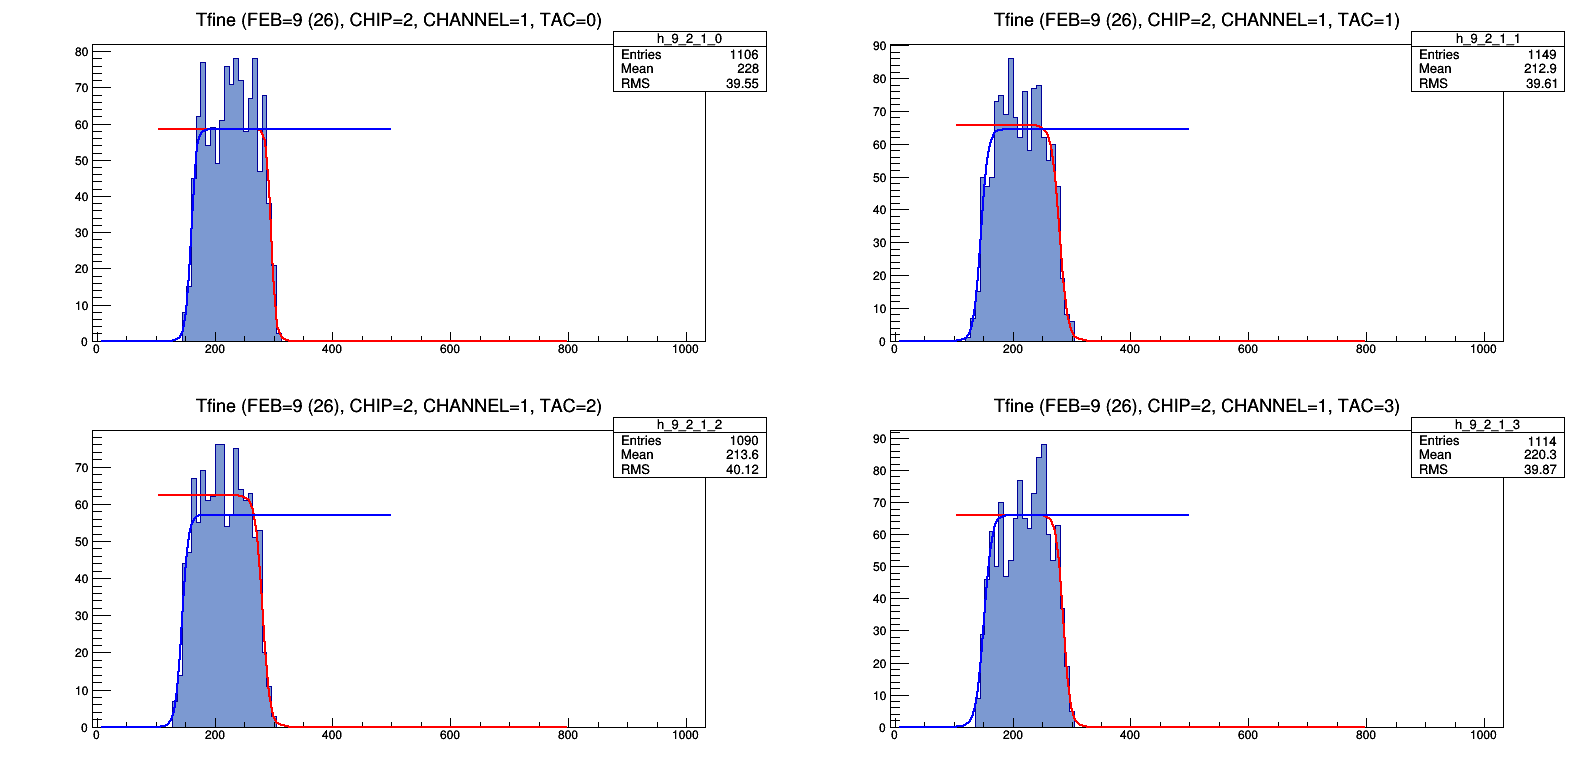 Tfine (FEB=9 (26), CHIP=2, CHANNEL=1, TAC=0)
h_9_2_1_0
Entries 1106
Mean 228
RMS 39.55
80
70
60
50
40
30
20
10
0
0 200 400 600 800 1000
Tfine (FEB=9 (26), CHIP=2, CHANNEL=1, TAC=1)
h_9_2_1_1
Entries 1149
Mean 212.9
RMS 39.61
90
80
70
60
50
40
30
20
10
0
0 200 400 600 800 1000
Tfine (FEB=9 (26), CHIP=2, CHANNEL=1, TAC=2)
h_9_2_1_2
Entries 1090
Mean 213.6
RMS 40.12
70
60
50
40
30
20
10
0
0 200 400 600 800 1000
Tfine (FEB=9 (26), CHIP=2, CHANNEL=1, TAC=3)
h_9_2_1_3
Entries 1114
Mean 220.3
RMS 39.87
90
80
70
60
50
40
30
20
10
0
0 200 400 600 800 1000